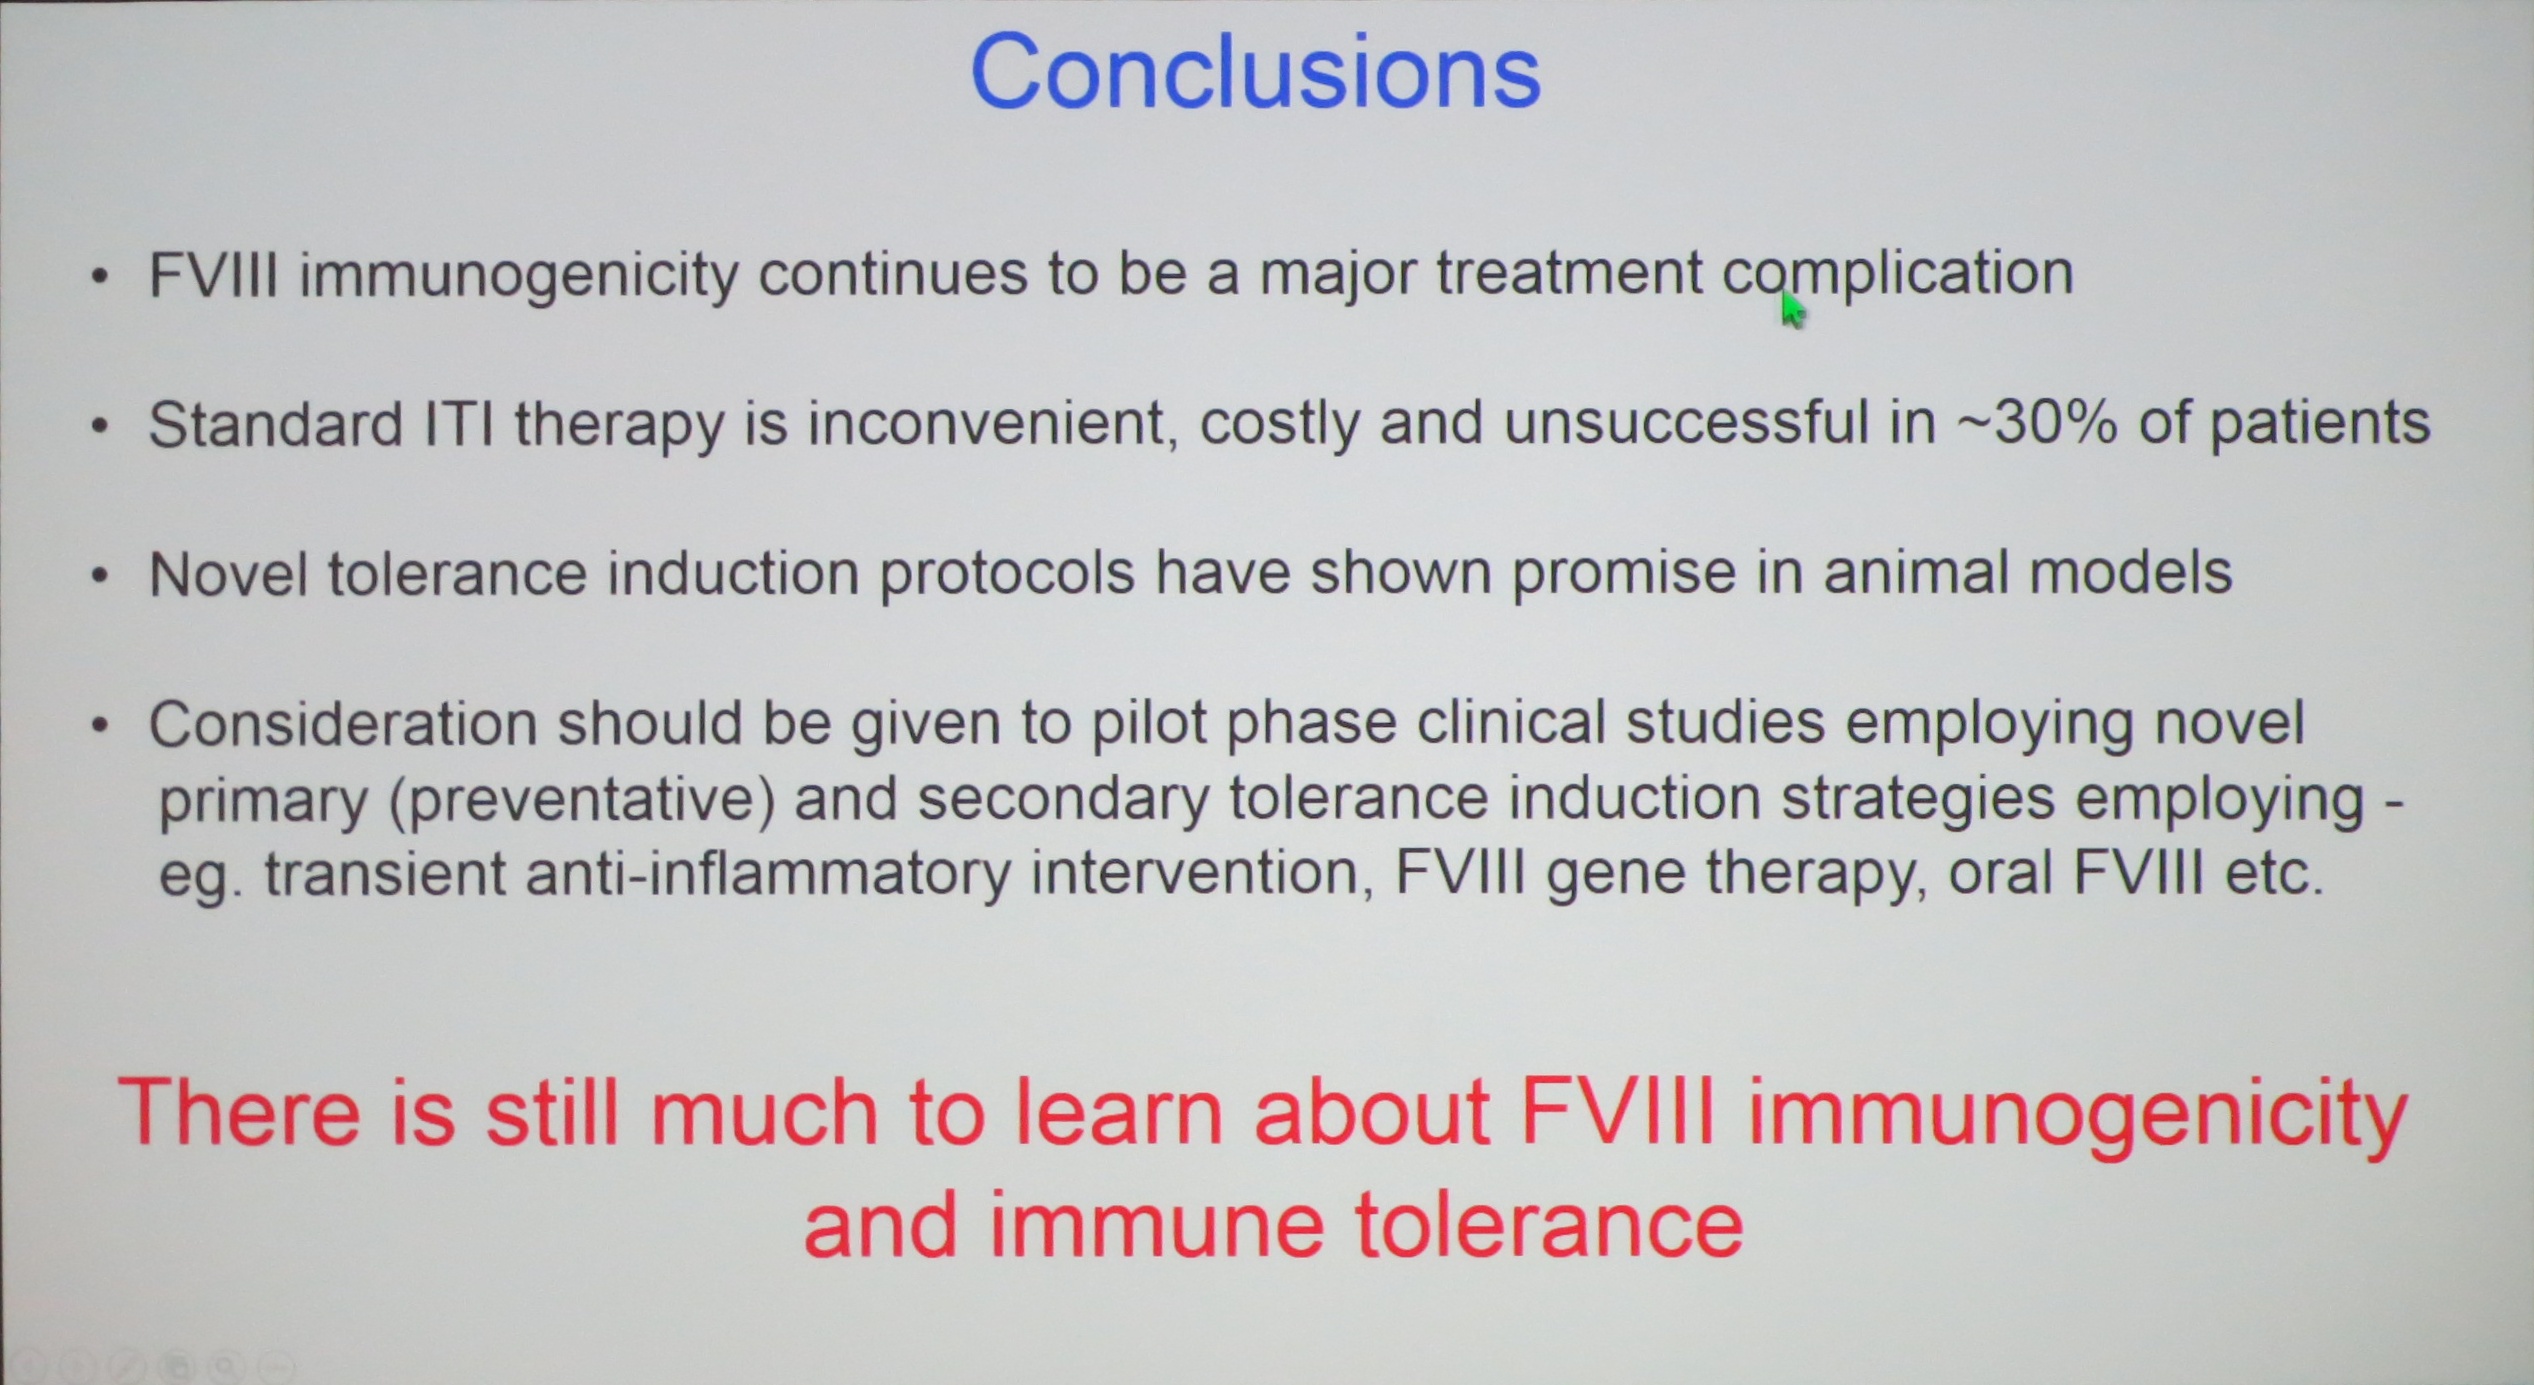 Conclusions
• FVIII immunogenicity continues to be a major treatment complication
• Standard ITI therapy is inconvenient, costly and unsuccessful in ~30% of patients
• Novel tolerance induction protocols have shown promise in animal models
• Consideration should be given to pilot phase clinical studies employing novel
primary (preventative) and secondary tolerance induction strategies employing -
eg. transient anti-inflammatory intervention, FVIII gene therapy, oral FVIII etc.
There is still much to learn about FVIII immunogenicity
and immune tolerance